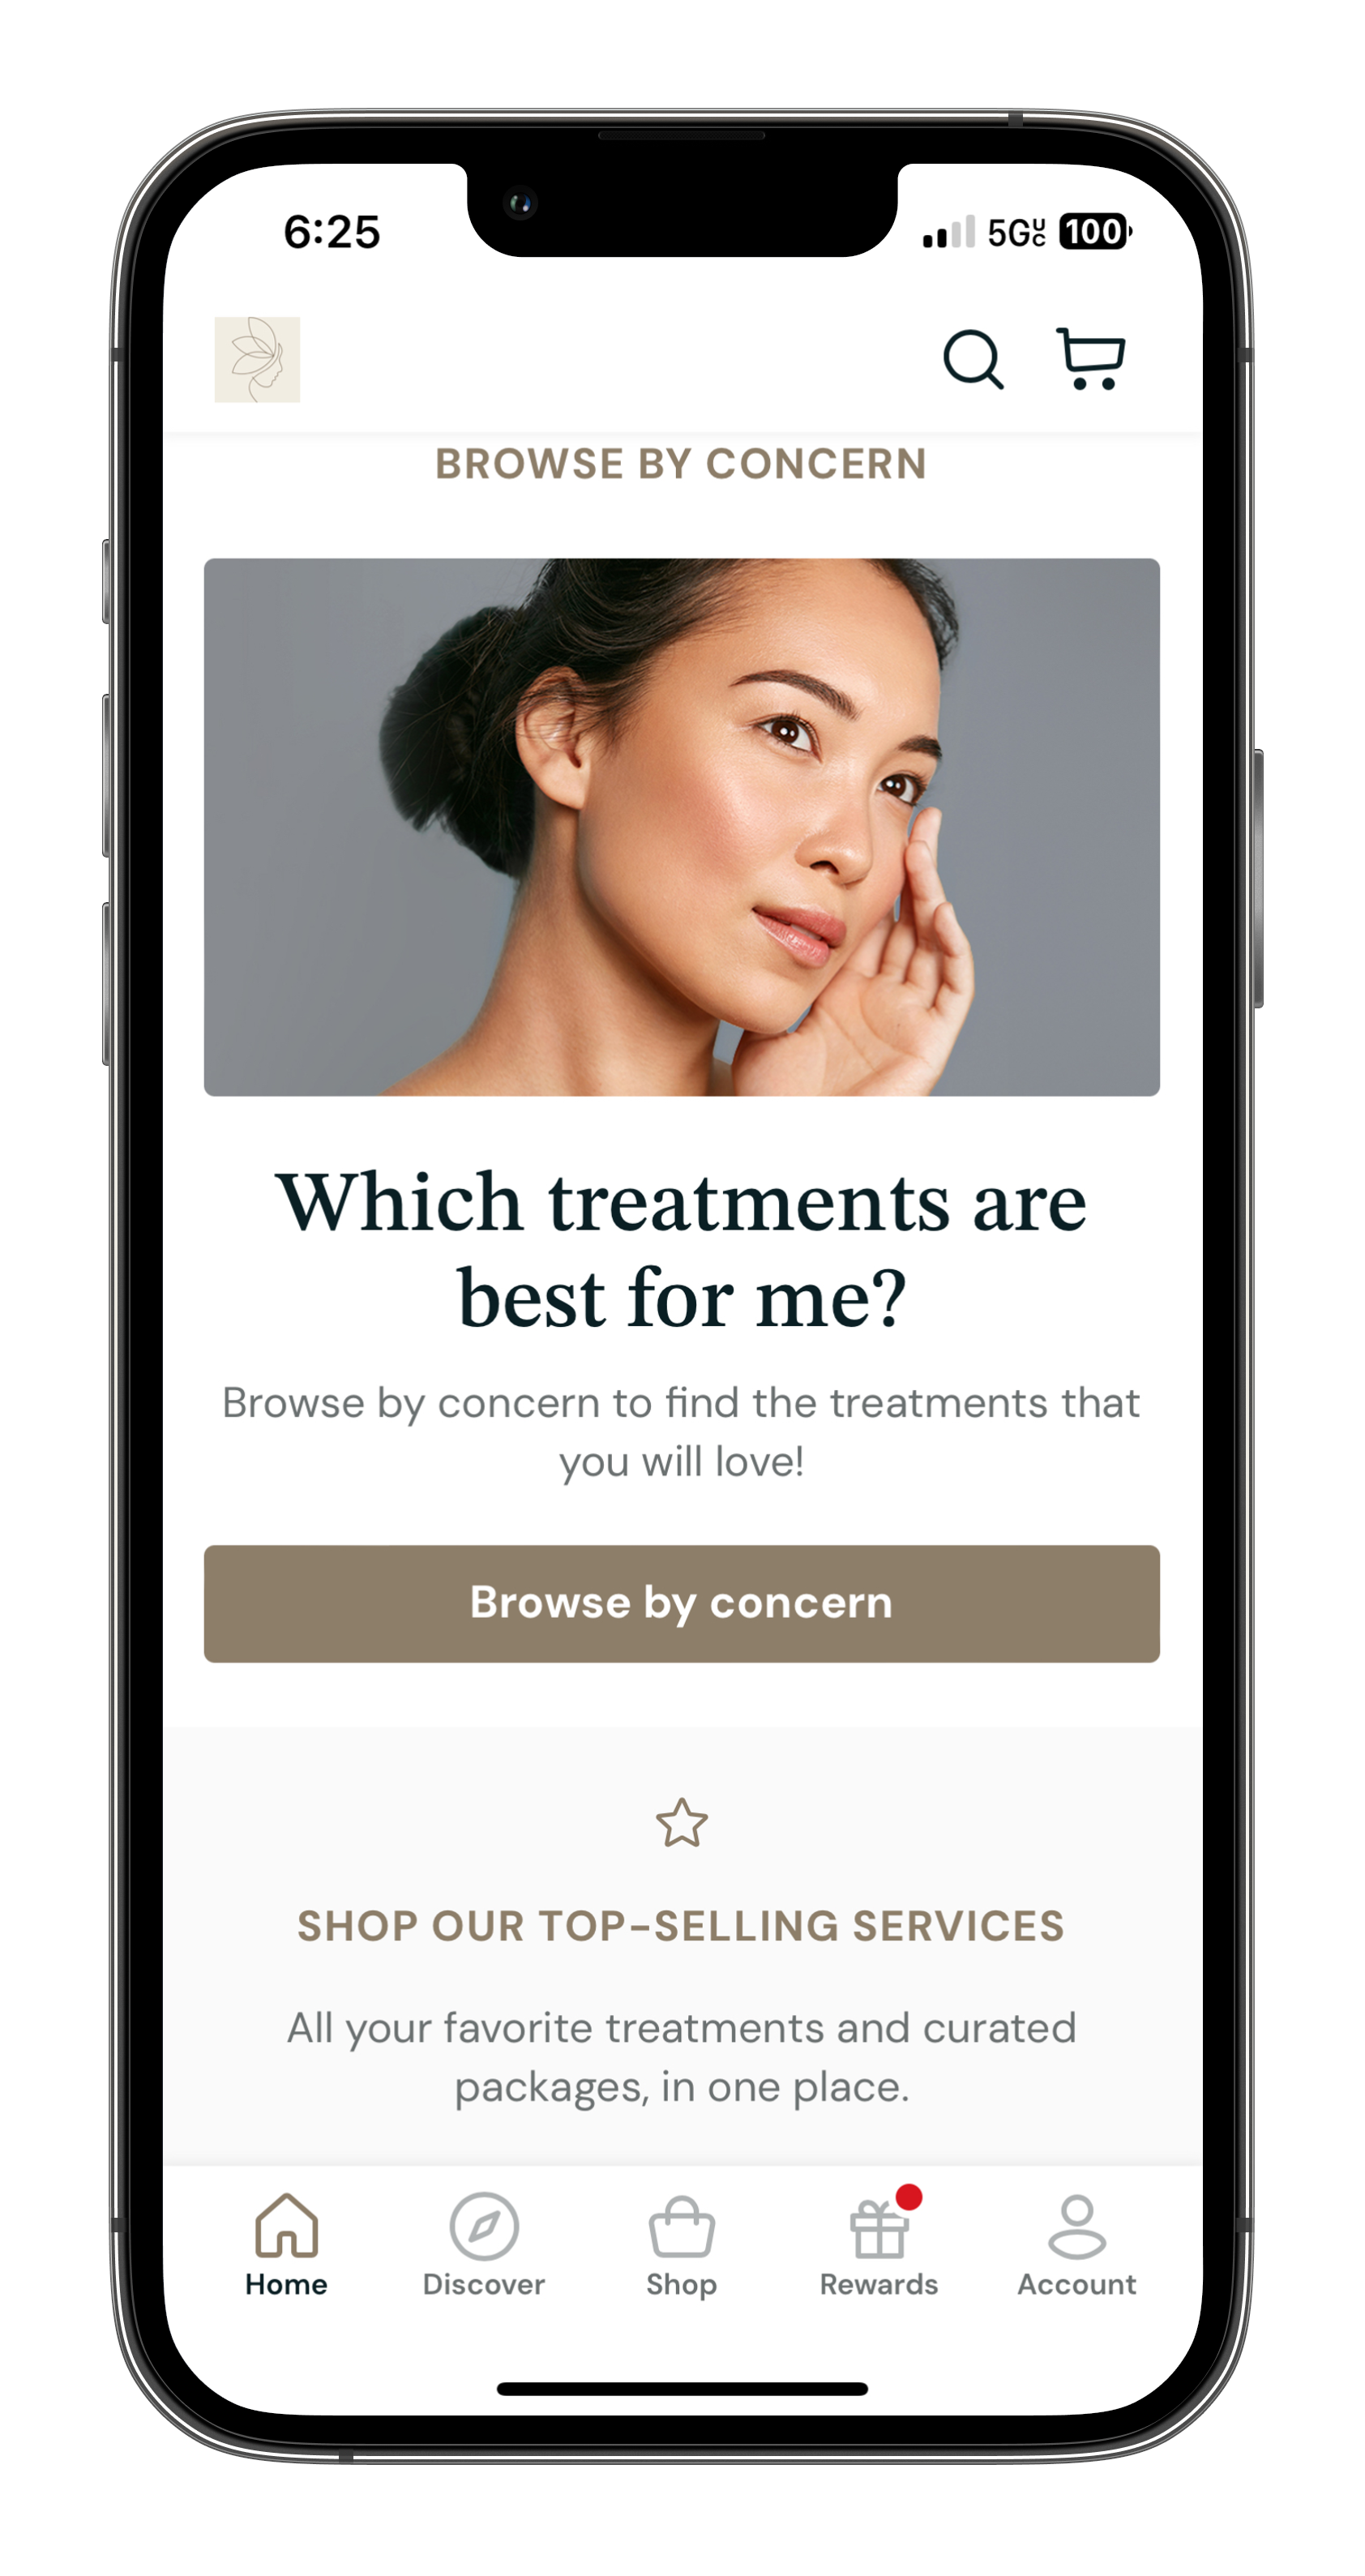 6:25
5GUC 100
BROWSE BY CONCERN
Which treatments are
best for me?
Browse by concern to find the treatments that
you will love!
Browse by concern
SHOP OUR TOP-SELLING SERVICES
All your favorite treatments and curated
packages, in one place.
Home Discover Shop Rewards Account